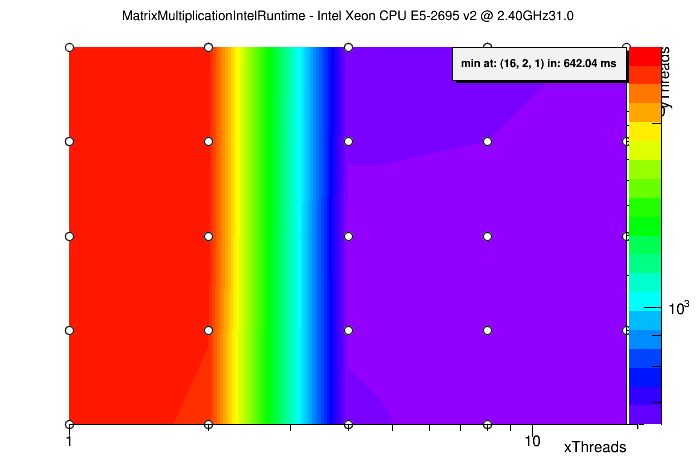 MatrixMultiplicationIntelRuntime - Intel Xeon CPU E5-2695 v2 @ 2.40GHz31.0
min at: (16, 2, 1) in: 642.04 ms
yThreads
10³
1
10
xThreads